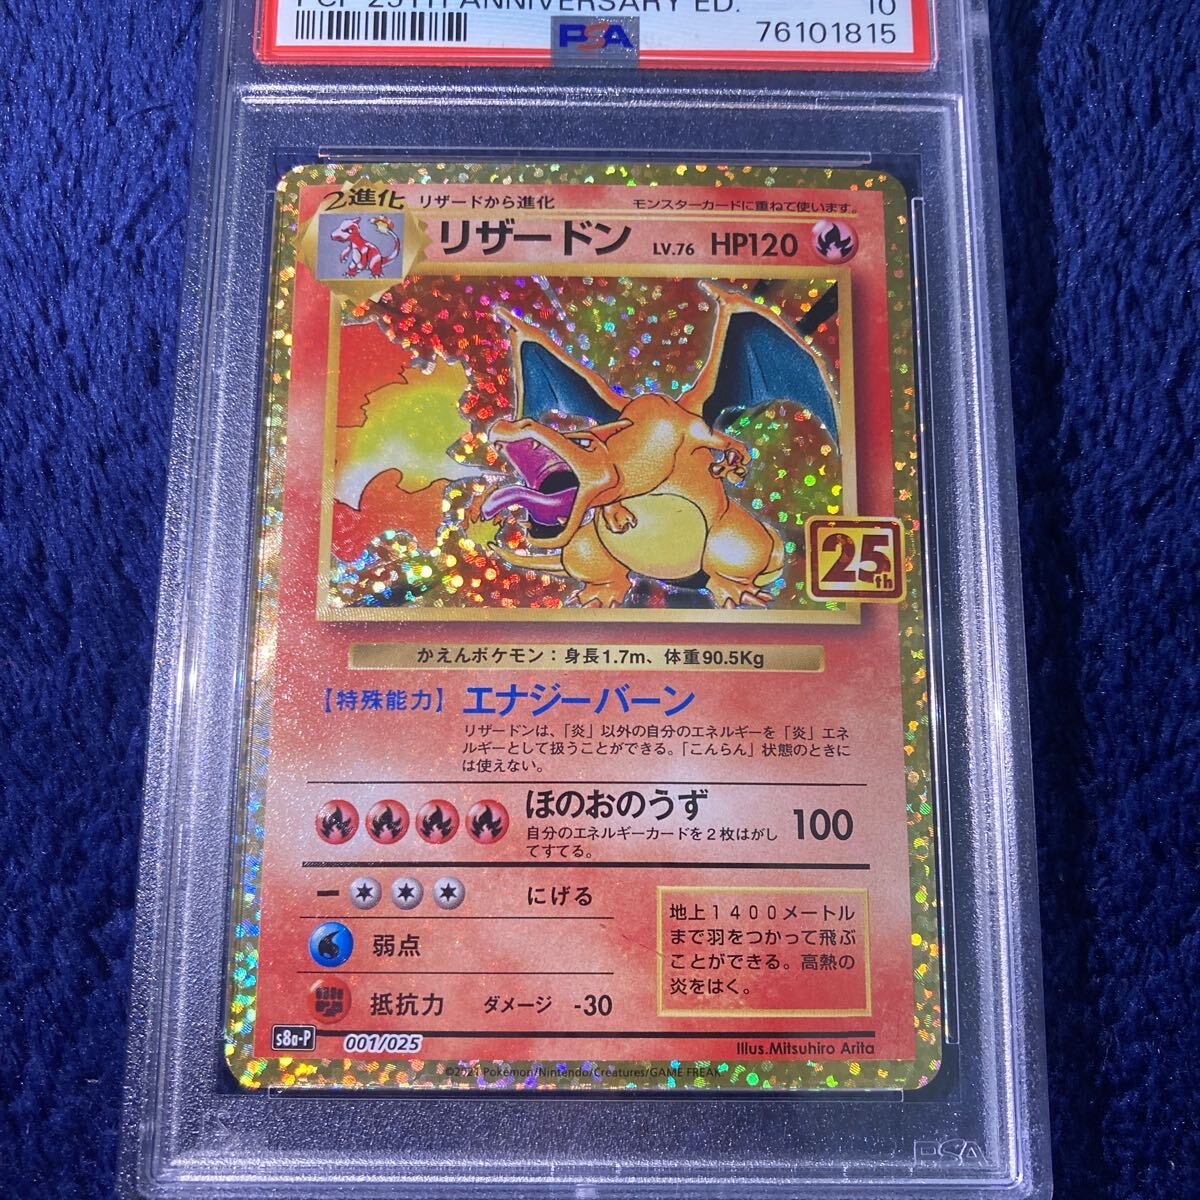 25TH ANNIVERSARY ED. 10
PSA 76101815
2進化 リザードから進化 モンスターカードに重ねて使います。
リザードン LV.76 HP120
25th
かえんポケモン：身長1.7m、体重90.5Kg
【特殊能力】エナジーバーン
リザードンは、「炎」以外の自分のエネルギーを「炎」エネ
ルギーとして扱うことができる。「こんらん」状態のときに
は使えない。
ほのおのうず 100
自分のエネルギーカードを2枚はがし
てすてる。
ー にげる
弱点
抵抗力 ダメージ -30
地上1400メートル
まで羽をつかって飛ぶ
ことができる。高熱の
炎をはく。
s8a-P 001/025
Illus.Mitsuhiro Arita
©2021 Pokémon/Nintendo/Creatures/GAME FREAK
PSA